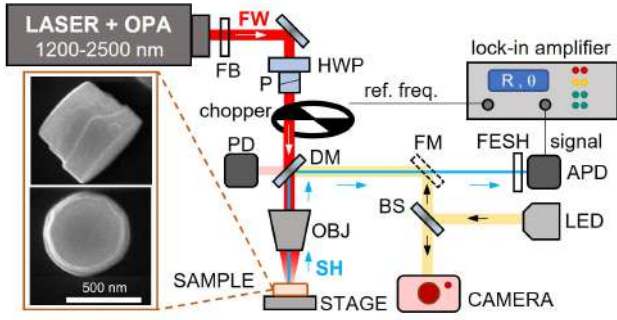 LASER + OPA
1200-2500 nm
FW
FB
HWP
P
lock-in amplifier
R, θ
chopper
ref. freq.
signal
PD
DM
FM
FESH
APD
BS
LED
OBJ
SH
SAMPLE
STAGE
CAMERA
500 nm